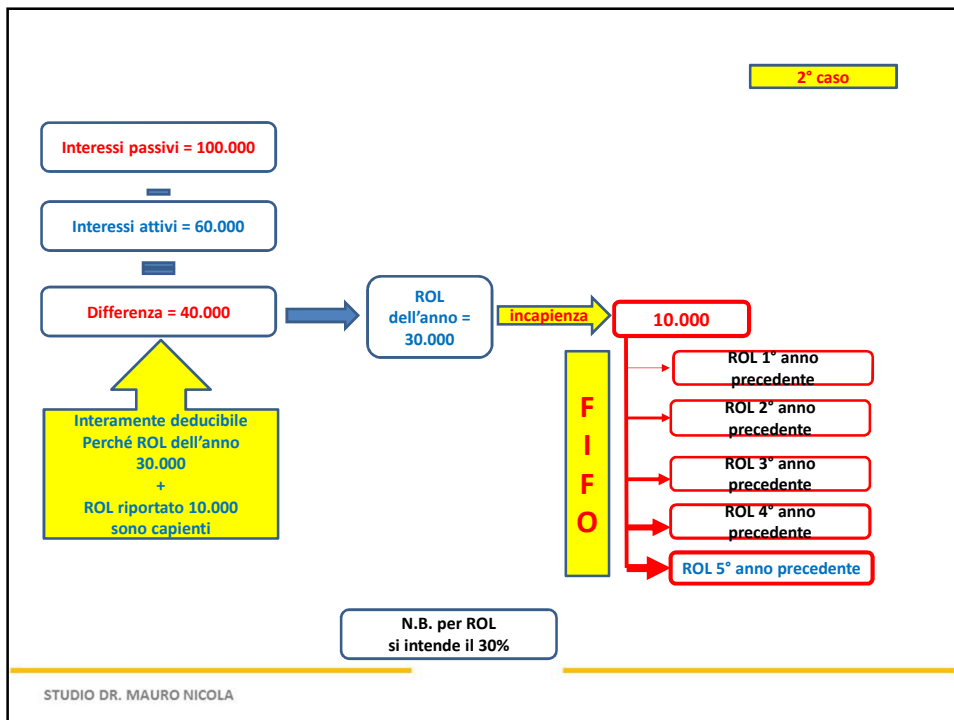 2° caso
Interessi passivi = 100.000
Interessi attivi = 60.000
Differenza = 40.000
ROL
dell'anno =
30.000
incapienza
10.000
Interamente deducibile
Perché ROL dell'anno
30.000
+
ROL riportato 10.000
sono capienti
F
I
F
O
ROL 1° anno
precedente
ROL 2° anno
precedente
ROL 3° anno
precedente
ROL 4° anno
precedente
ROL 5° anno precedente
N.B. per ROL
si intende il 30%
STUDIO DR. MAURO NICOLA